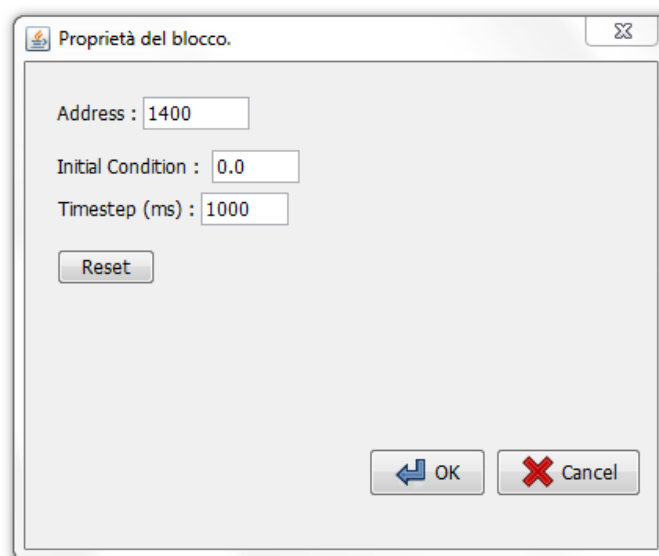 Proprietà del blocco.
Address : 1400
Initial Condition : 0.0
Timestep (ms) : 1000
Reset
OK Cancel